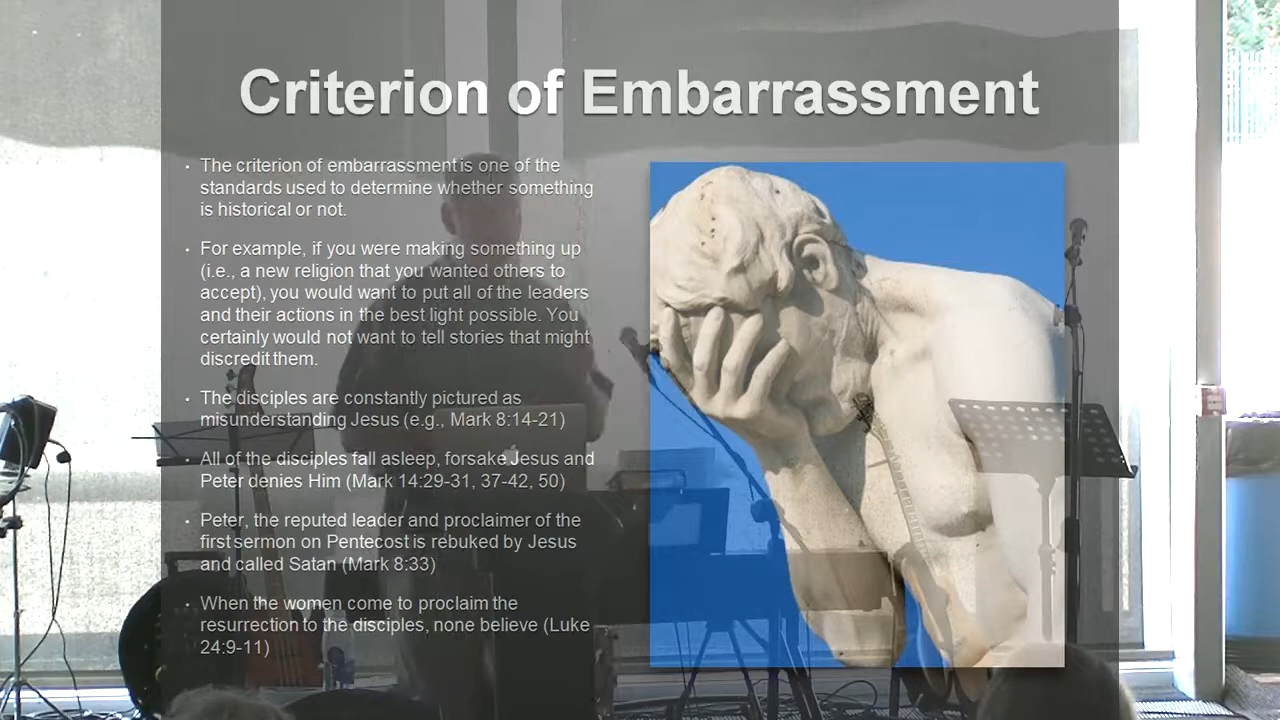 Criterion of Embarrassment
• The criterion of embarrassment is one of the
standards used to determine whether something
is historical or not.
• For example, if you were making something up
(i.e., a new religion that you wanted others to
accept), you would want to put all of the leaders
and their actions in the best light possible. You
certainly would not want to tell stories that might
discredit them.
• The disciples are constantly pictured as
misunderstanding Jesus (e.g., Mark 8:14-21)
• All of the disciples fall asleep, forsake Jesus and
Peter denies Him (Mark 14:29-31, 37-42, 50)
• Peter, the reputed leader and proclaimer of the
first sermon on Pentecost is rebuked by Jesus
and called Satan (Mark 8:33)
• When the women come to proclaim the
resurrection to the disciples, none believe (Luke
24:9-11)